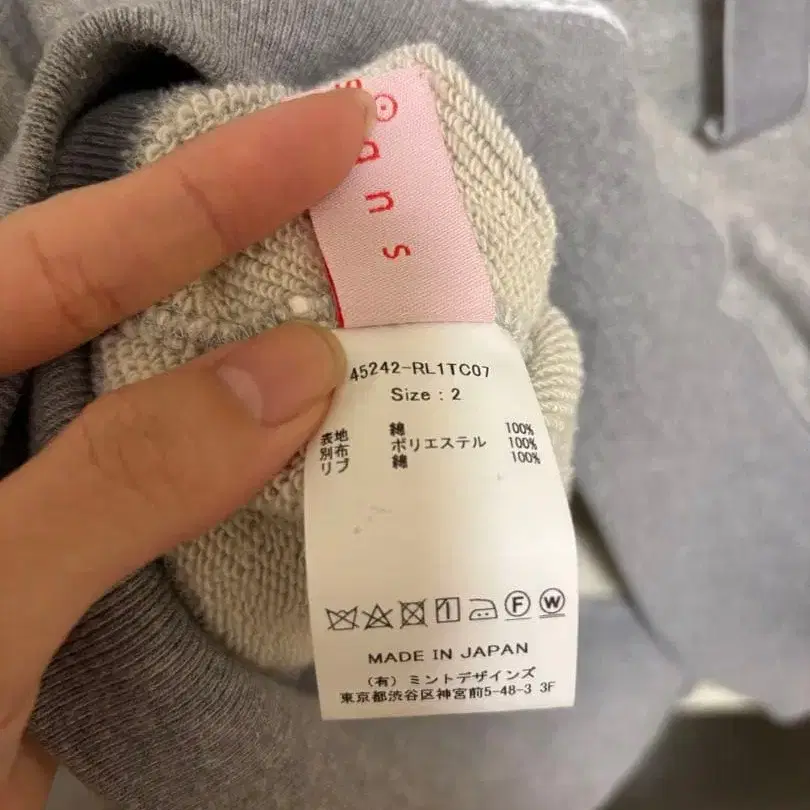 s o a n s
45242-RL1TC07
Size : 2
表地 綿 100%
別布 ポリエステル 100%
リブ 綿 100%
F W
MADE IN JAPAN
(有) ミントデザインズ
東京都渋谷区神宮前5-48-3 3F